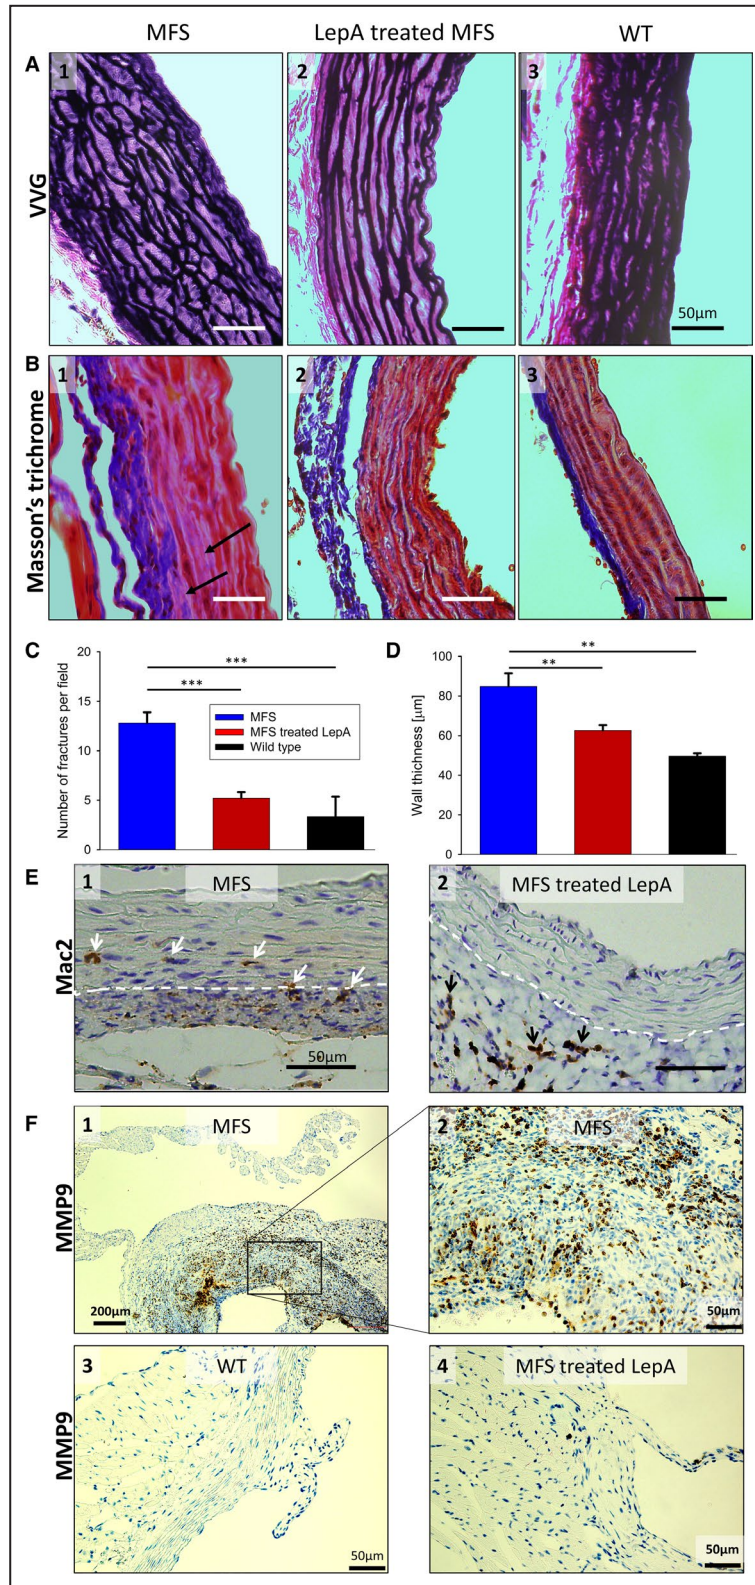 MFS LepA treated MFS WT
A 1 2 3
VVG
50µm
B 1 2 3
Masson's trichrome
C D
Number of fractures per field
15
10
5
0
*** ***
MFS
MFS treated LepA
Wild type
Wall thichness [µm]
100
80
60
40
20
0
** **
E 1 MFS 2 MFS treated LepA
Mac2
50µm
F 1 MFS 2 MFS
MMP9
200µm 50µm
3 WT 4 MFS treated LepA
MMP9
50µm 50µm